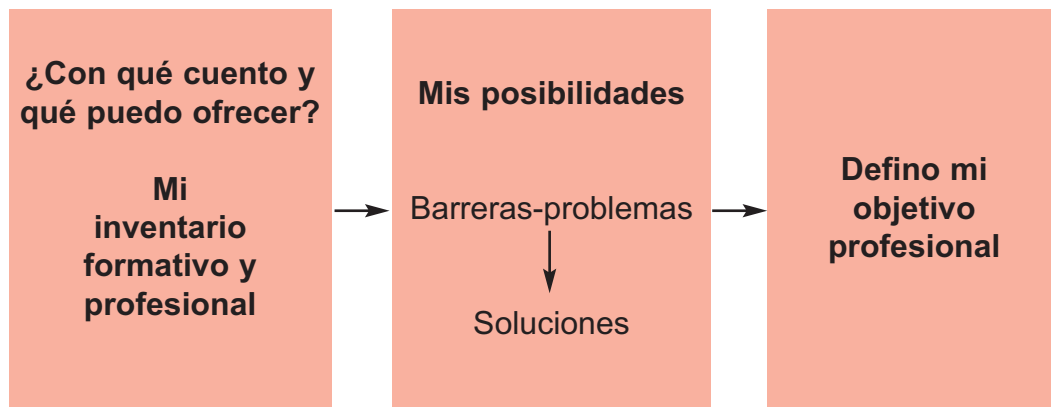 ¿Con qué cuento y
qué puedo ofrecer?
Mi
inventario
formativo y
profesional
Mis posibilidades
Barreras-problemas
Soluciones
Defino mi
objetivo
profesional